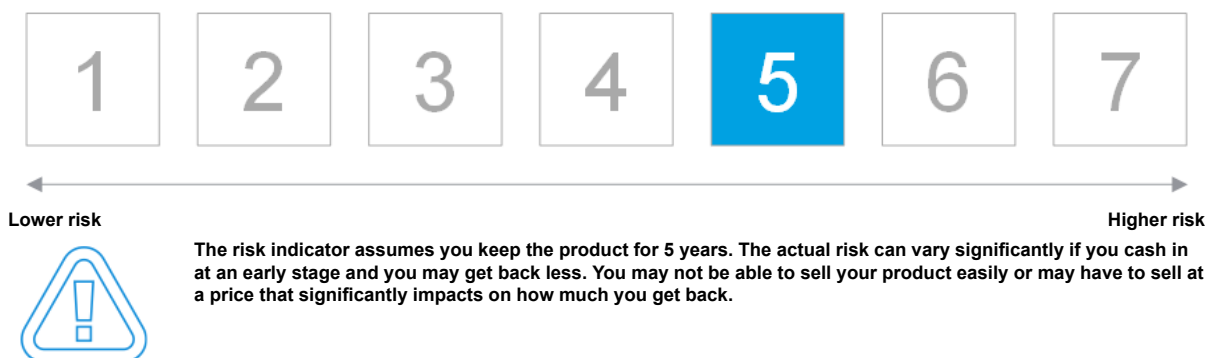 1 2 3 4 5 6 7
Lower risk Higher risk
The risk indicator assumes you keep the product for 5 years. The actual risk can vary significantly if you cash in
at an early stage and you may get back less. You may not be able to sell your product easily or may have to sell at
a price that significantly impacts on how much you get back.